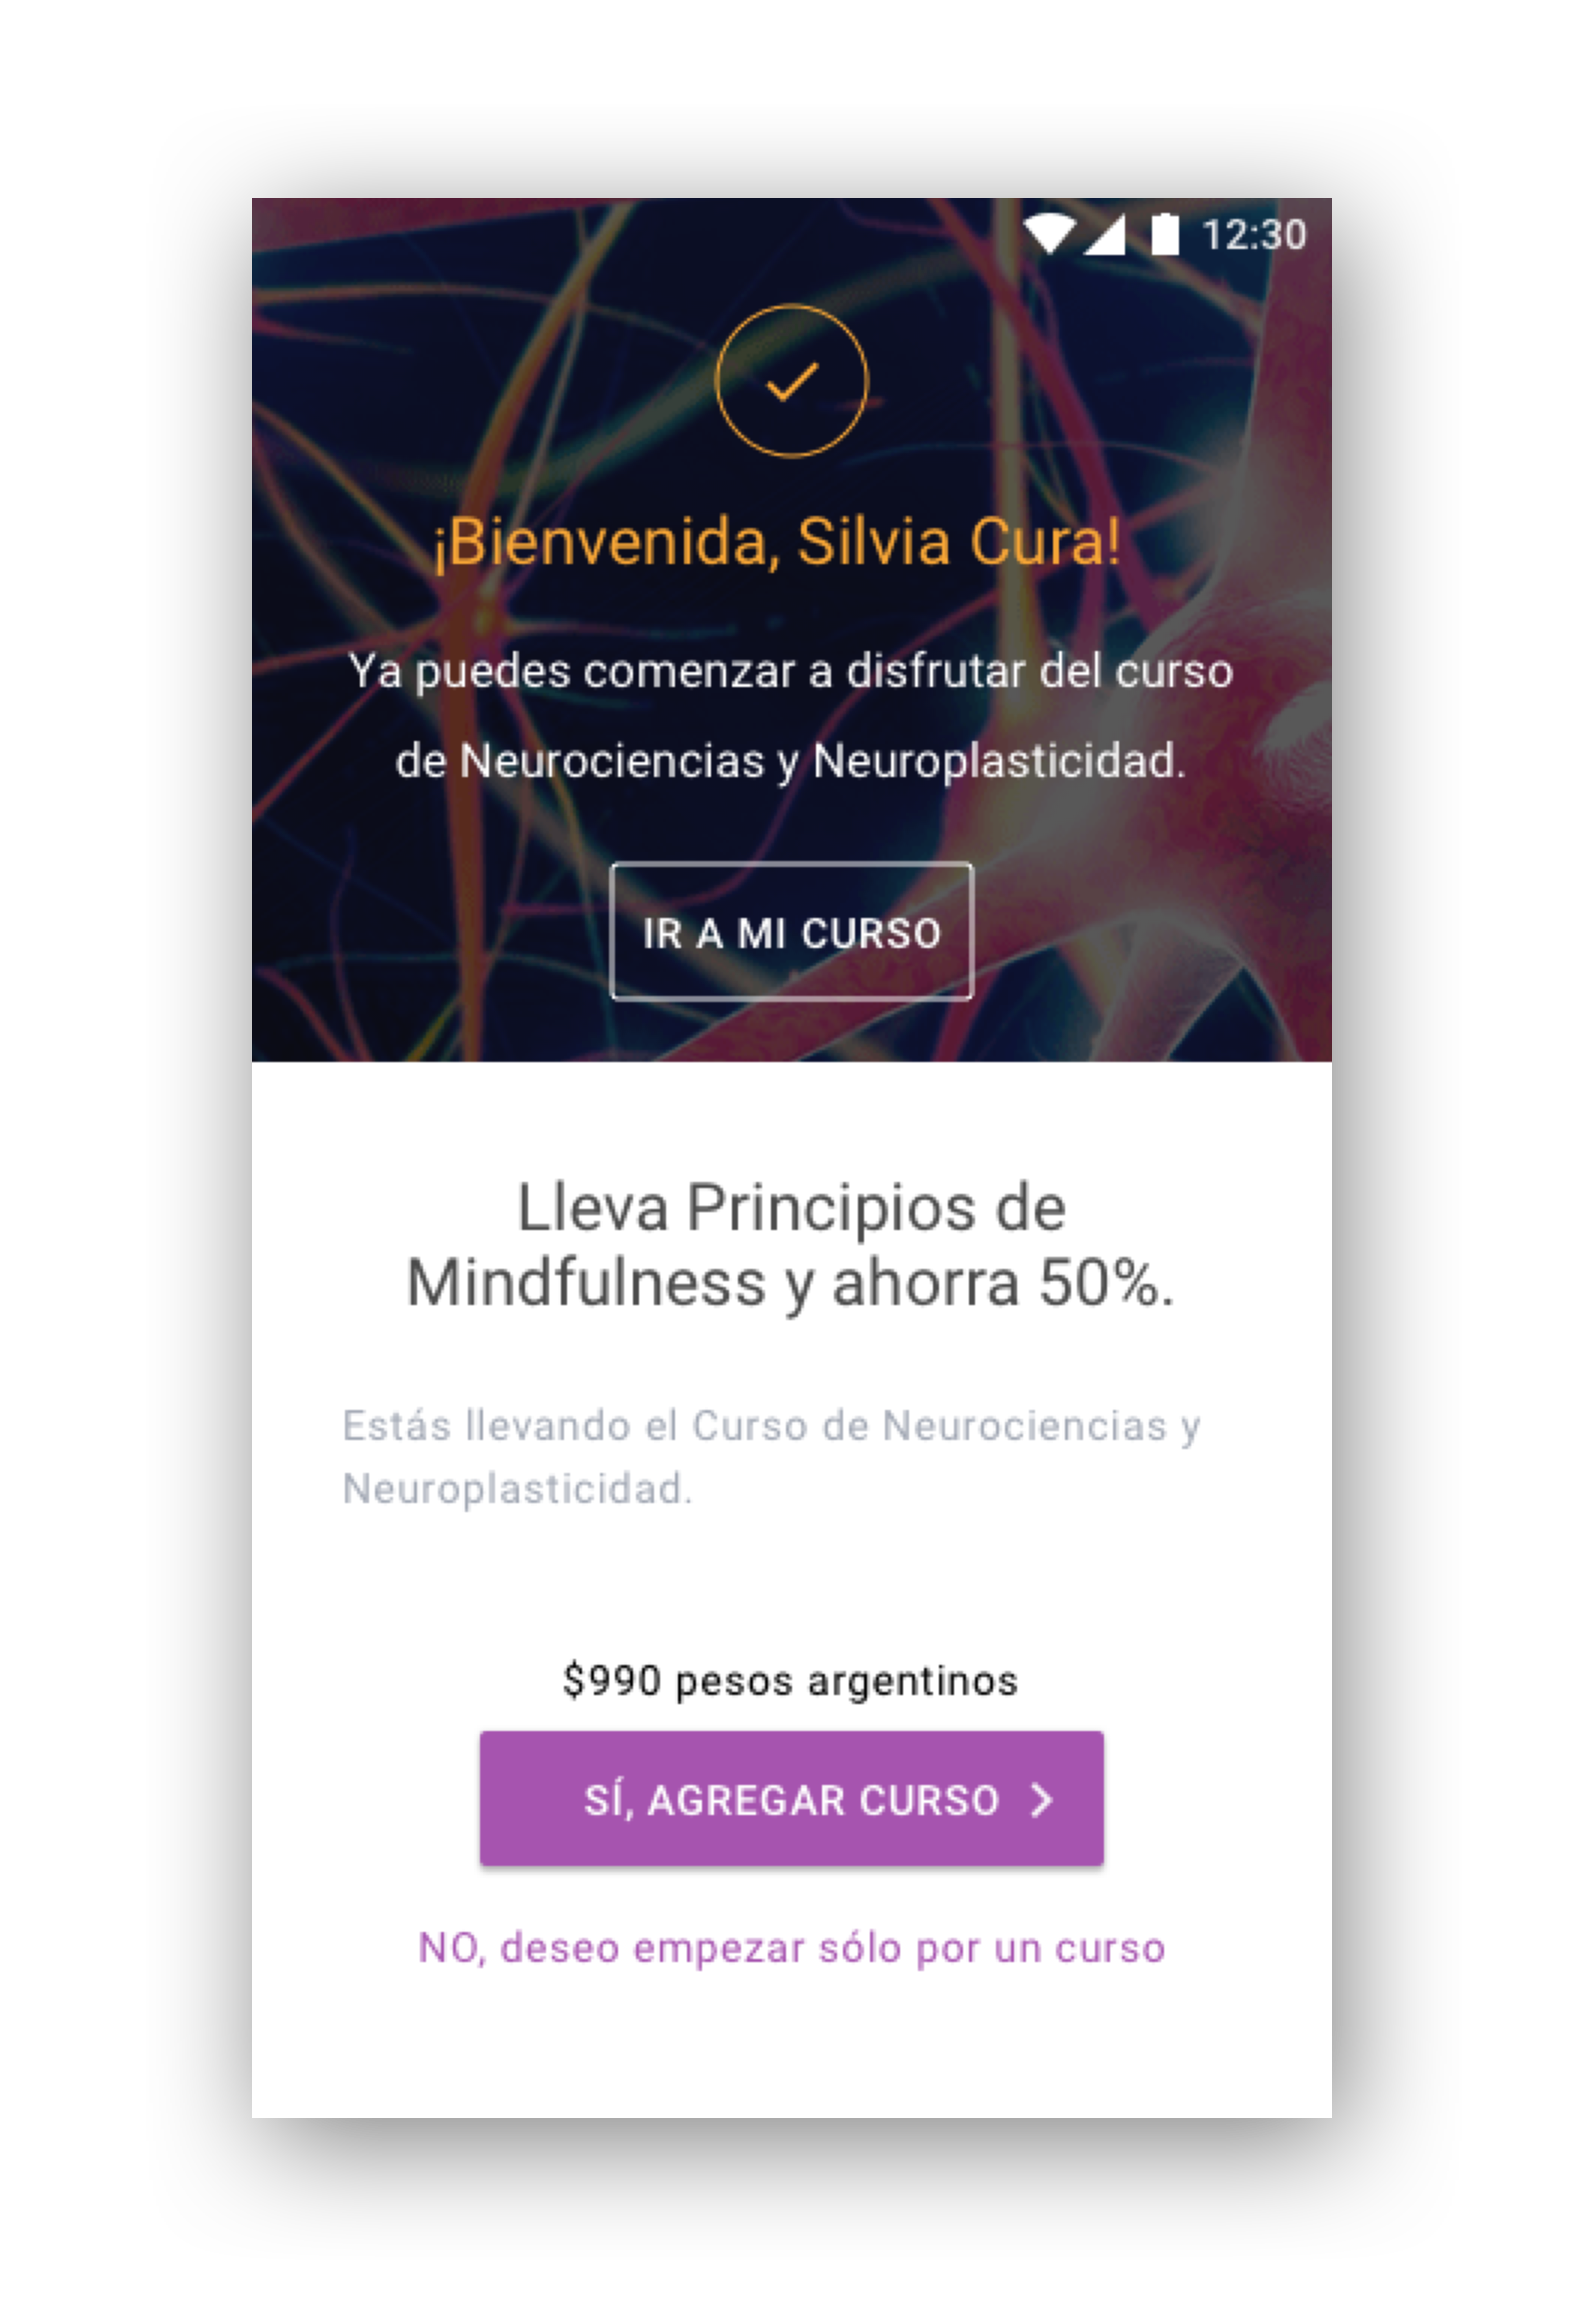 12:30
¡Bienvenida, Silvia Cura!
Ya puedes comenzar a disfrutar del curso
de Neurociencias y Neuroplasticidad.
IR A MI CURSO
Lleva Principios de
Mindfulness y ahorra 50%.
Estás llevando el Curso de Neurociencias y
Neuroplasticidad.
$990 pesos argentinos
SÍ, AGREGAR CURSO
NO, deseo empezar sólo por un curso